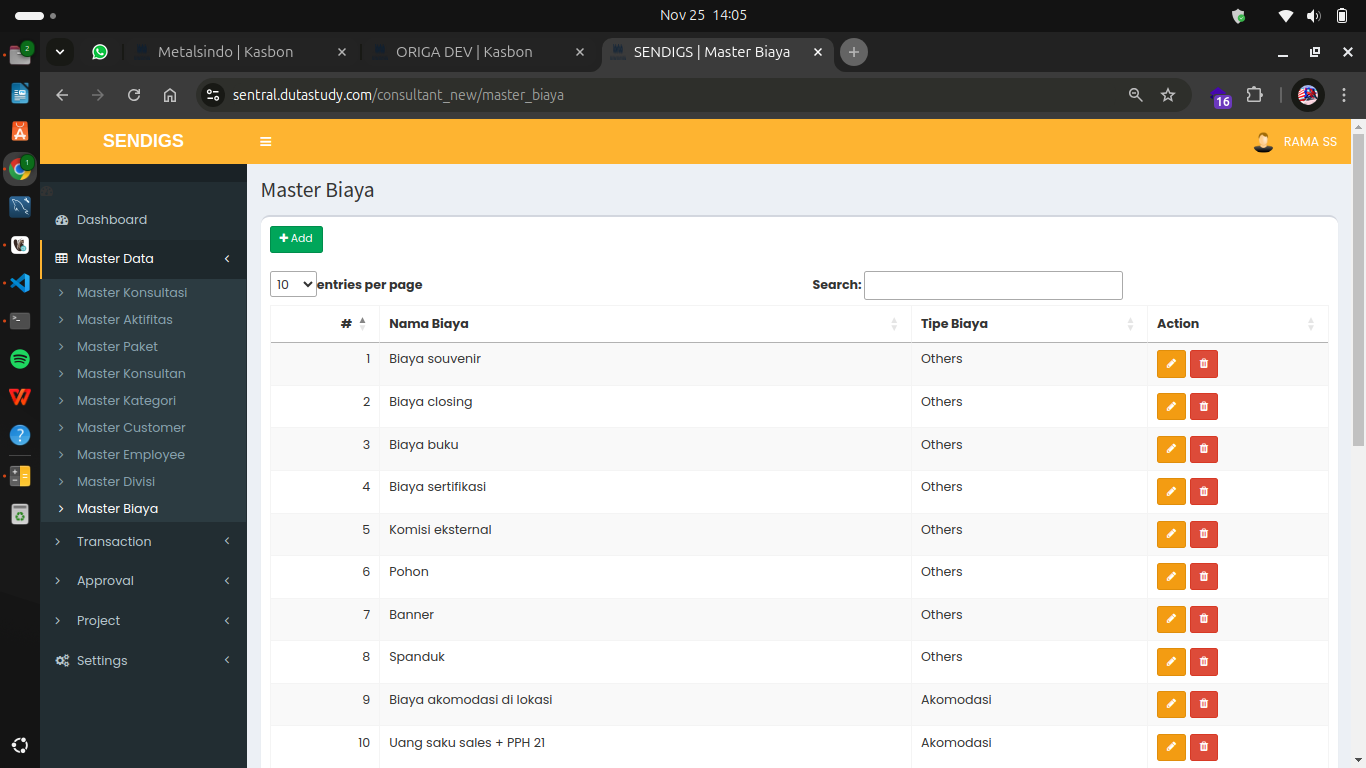 Nov 25 14:05
2
Metalsindo | Kasbon
ORIGA DEV | Kasbon
SENDIGS | Master Biaya
sentral.dutastudy.com/consultant_new/master_biaya
16
1
SENDIGS
RAMA SS
Master Biaya
Dashboard
Master Data
Master Konsultasi
Master Aktifitas
Master Paket
Master Konsultan
Master Kategori
Master Customer
Master Employee
Master Divisi
Master Biaya
Transaction
Approval
Project
Settings
+ Add
10 entries per page
Search:
# Nama Biaya Tipe Biaya Action
1 Biaya souvenir Others
2 Biaya closing Others
3 Biaya buku Others
4 Biaya sertifikasi Others
5 Komisi eksternal Others
6 Pohon Others
7 Banner Others
8 Spanduk Others
9 Biaya akomodasi di lokasi Akomodasi
10 Uang saku sales + PPH 21 Akomodasi